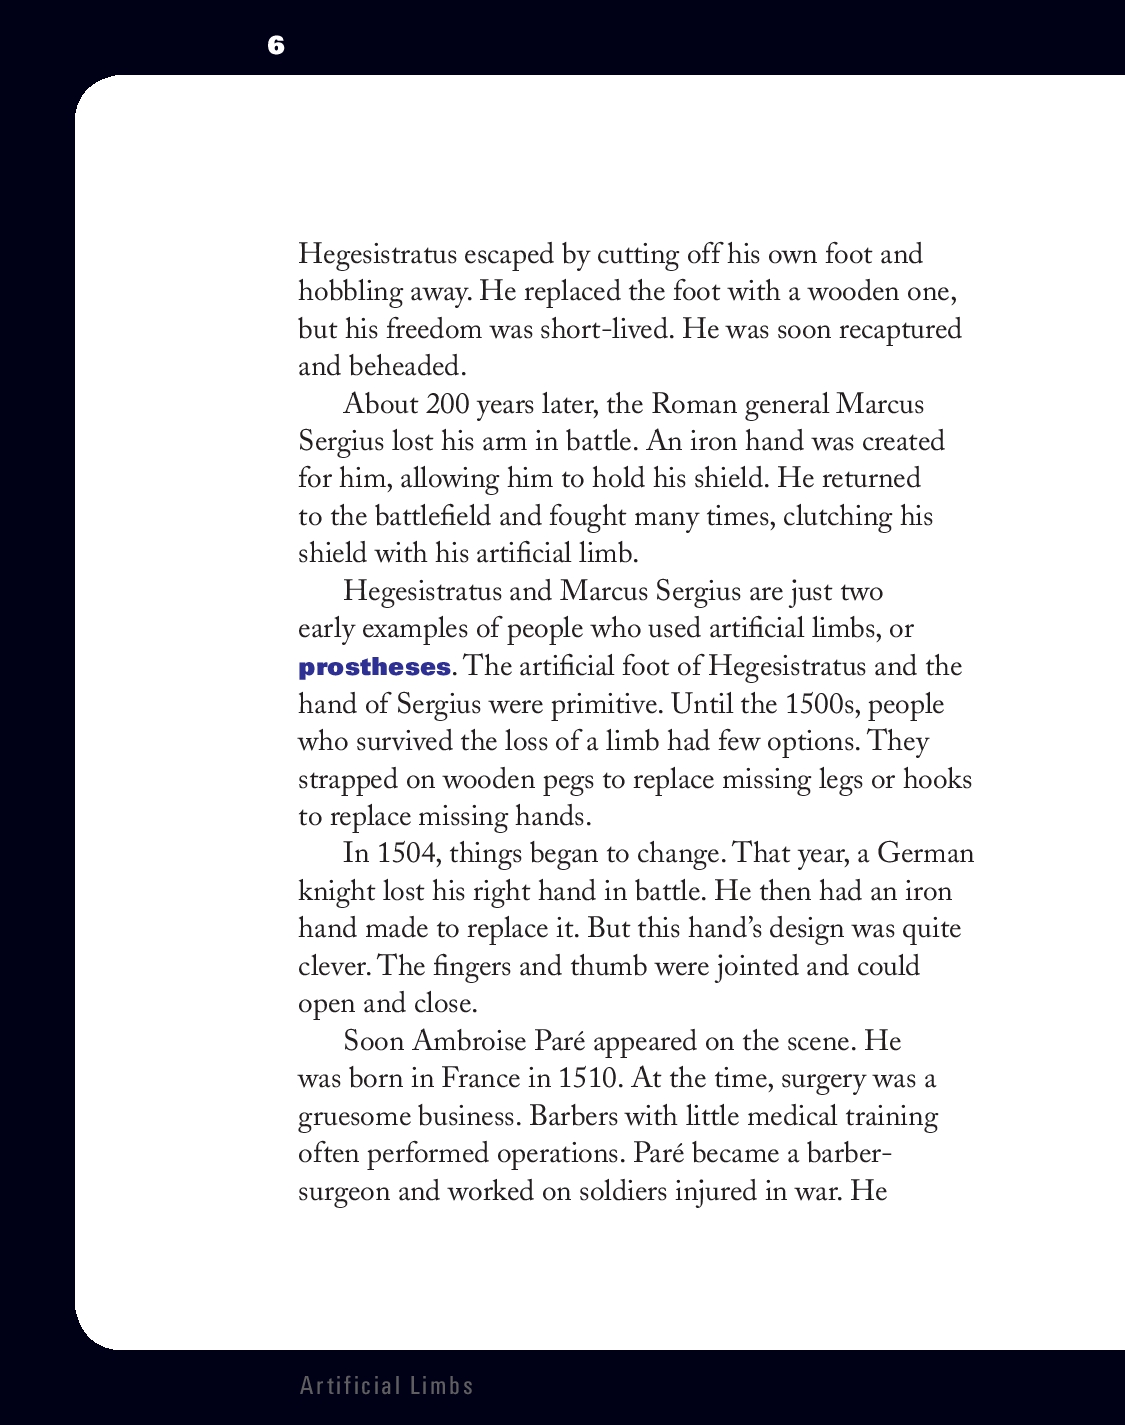 6
Hegesistratus escaped by cutting off his own foot and
hobbling away. He replaced the foot with a wooden one,
but his freedom was short-lived. He was soon recaptured
and beheaded.
About 200 years later, the Roman general Marcus
Sergius lost his arm in battle. An iron hand was created
for him, allowing him to hold his shield. He returned
to the battlefield and fought many times, clutching his
shield with his artificial limb.
Hegesistratus and Marcus Sergius are just two
early examples of people who used artificial limbs, or
prostheses. The artificial foot of Hegesistratus and the
hand of Sergius were primitive. Until the 1500s, people
who survived the loss of a limb had few options. They
strapped on wooden pegs to replace missing legs or hooks
to replace missing hands.
In 1504, things began to change. That year, a German
knight lost his right hand in battle. He then had an iron
hand made to replace it. But this hand’s design was quite
clever. The fingers and thumb were jointed and could
open and close.
Soon Ambroise Paré appeared on the scene. He
was born in France in 1510. At the time, surgery was a
gruesome business. Barbers with little medical training
often performed operations. Paré became a barber-
surgeon and worked on soldiers injured in war. He
Artificial Limbs